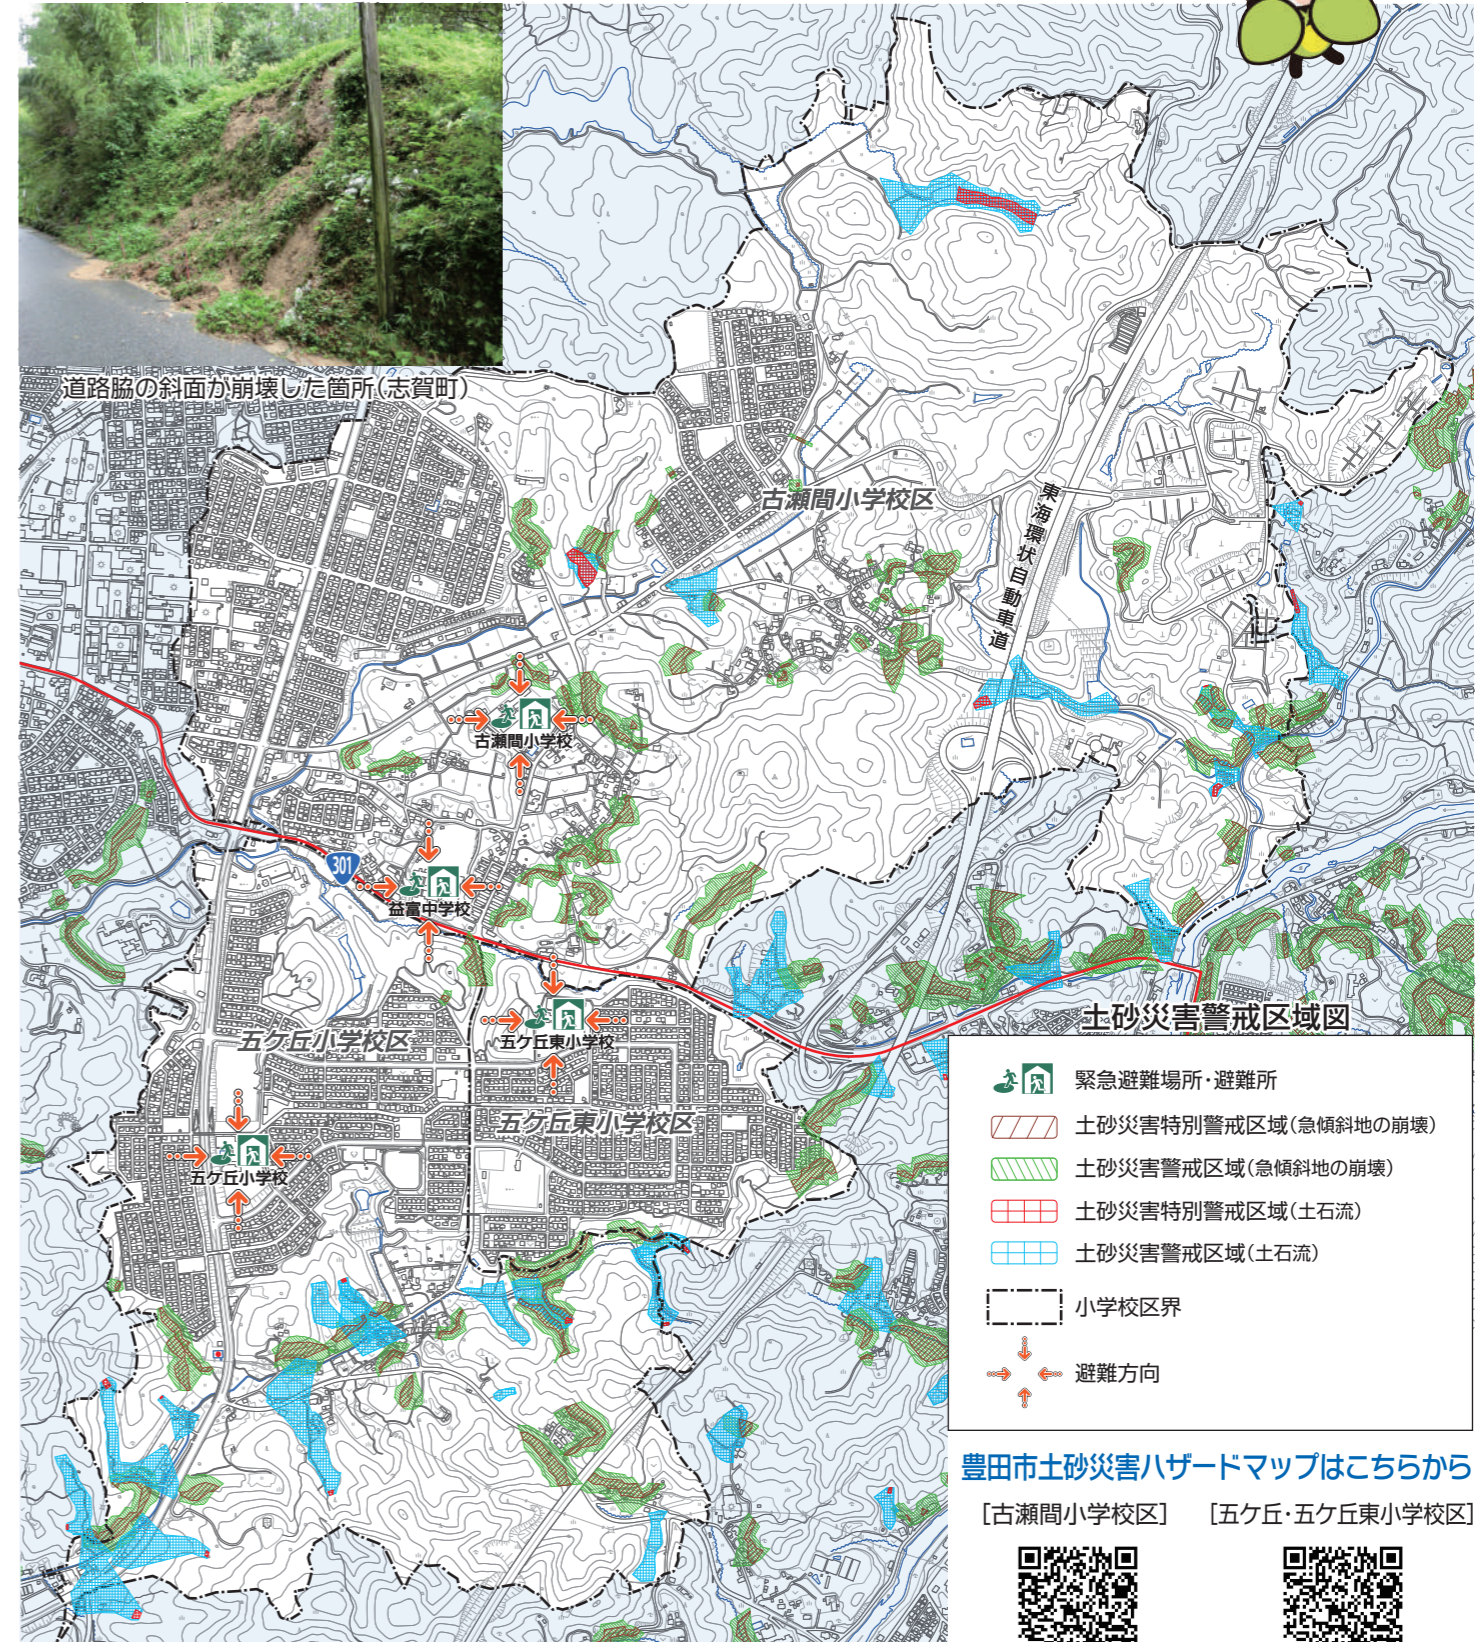 道路脇の斜面が崩壊した箇所(志賀町)
古瀬間小学校区
東海環状自動車道
古瀬間小学校
301
益富中学校
五ケ丘東小学校
五ケ丘小学校区
五ケ丘東小学校区
五ケ丘小学校
土砂災害警戒区域図
緊急避難場所・避難所
土砂災害特別警戒区域(急傾斜地の崩壊)
土砂災害警戒区域(急傾斜地の崩壊)
土砂災害特別警戒区域(土石流)
土砂災害警戒区域(土石流)
小学校区界
避難方向
豊田市土砂災害ハザードマップはこちらから
[古瀬間小学校区] [五ケ丘・五ケ丘東小学校区]